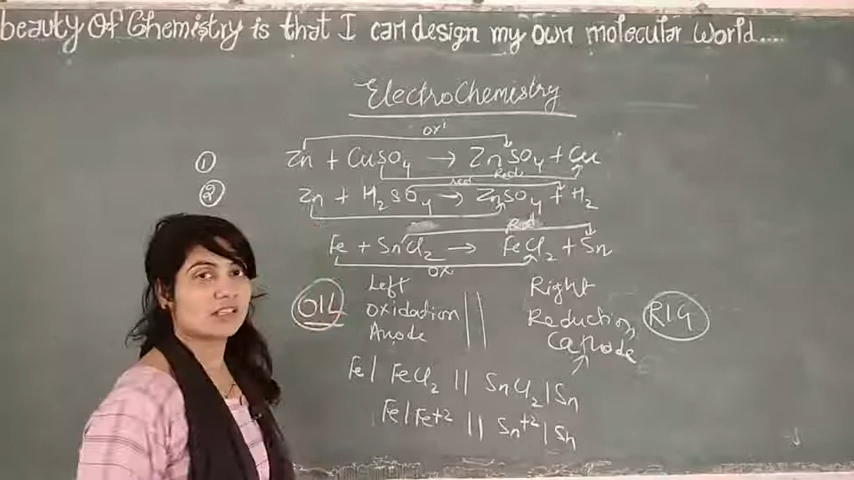 beauty Of Chemistry is that I can design my own molecular world....
ElectroChemistry
oxi
① Zn + CuSO4 → ZnSO4 + Cu
Red
② Zn + H2SO4 → ZnSO4 + H2
Red
Fe + SnCl2 → FeCl2 + Sn
ox
Left Right
OIL oxidation || Reduction, RIG
Anode Cathode
Fe | FeCl2 || SnCl2 | Sn
Fe | Fe+2 || Sn+2 | Sn